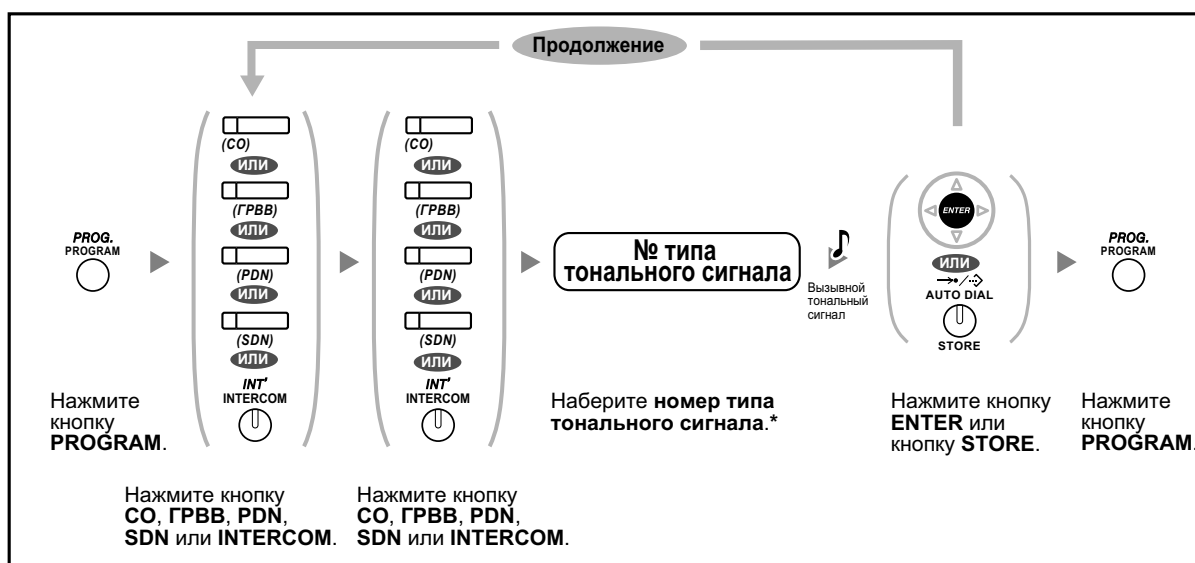 Продолжение
PROG.
PROGRAM
Нажмите
кнопку
PROGRAM.
(CO)
ИЛИ
(ГРВВ)
ИЛИ
(PDN)
ИЛИ
(SDN)
ИЛИ
INT'
INTERCOM
Нажмите кнопку
CO, ГРВВ, PDN,
SDN или INTERCOM.
(CO)
ИЛИ
(ГРВВ)
ИЛИ
(PDN)
ИЛИ
(SDN)
ИЛИ
INT'
INTERCOM
Нажмите кнопку
CO, ГРВВ, PDN,
SDN или INTERCOM.
№ типа
тонального сигнала
Наберите номер типа
тонального сигнала.*
Вызывной
тональный
сигнал
ENTER
ИЛИ
AUTO DIAL
STORE
Нажмите кнопку
ENTER или
кнопку STORE.
PROG.
PROGRAM
Нажмите
кнопку
PROGRAM.